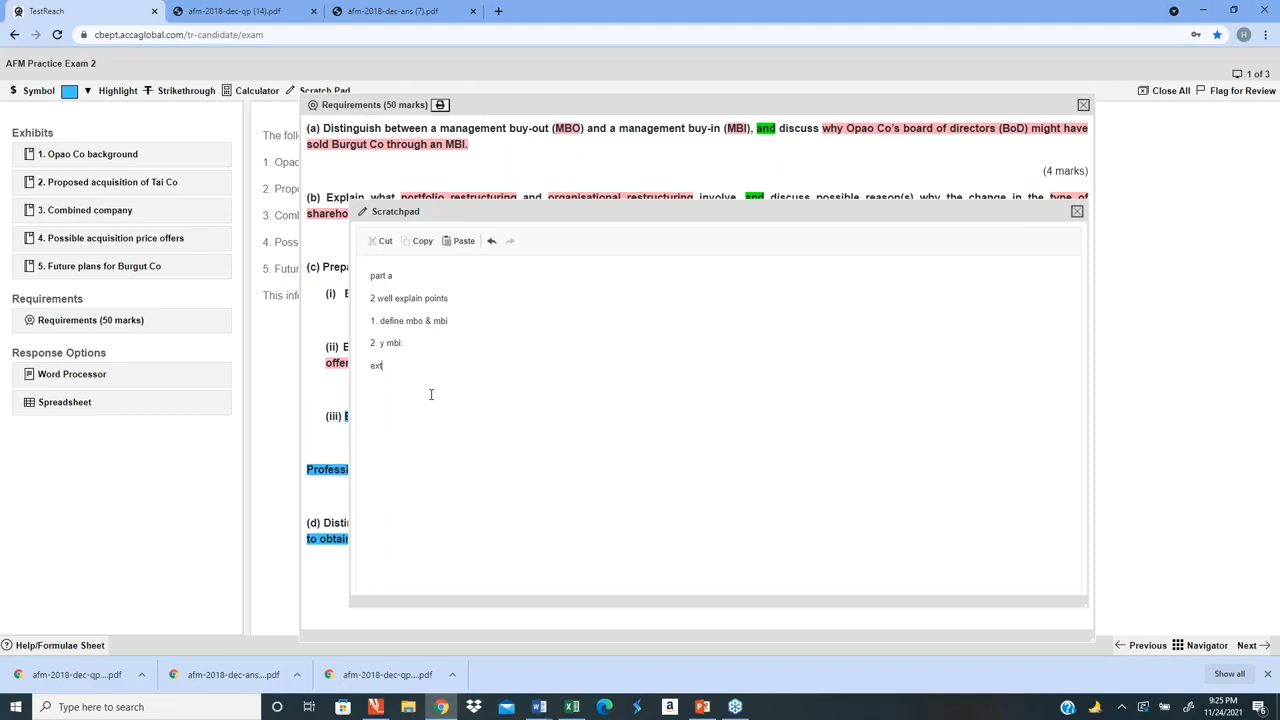 TestReach
afm-2018-dec-qp (14).pdf
afm-2018-dec-ans (7).pdf
cbept.accaglobal.com/tr-candidate/exam
H
AFM Practice Exam 2
1 of 3
$ Symbol
Highlight
Strikethrough
Calculator
Scratch Pad
Close All
Flag for Review
Exhibits
1. Opao Co background
2. Proposed acquisition of Tai Co
3. Combined company
4. Possible acquisition price offers
5. Future plans for Burgut Co
Requirements
Requirements (50 marks)
Response Options
Word Processor
Spreadsheet
The foll
1. Opac
2. Prop
3. Com
4. Poss
5. Futur
This info
Requirements (50 marks)
(a) Distinguish between a management buy-out (MBO) and a management buy-in (MBI), and discuss why Opao Co's board of directors (BoD) might have
sold Burgut Co through an MBI.
(4 marks)
(b) Explain what portfolio restructuring and organisational restructuring involve, and discuss possible reason(s) why the change in the type of
shareho
(c) Prepa
(i)
(ii)
offer
(iii)
Professi
(d) Disti
to obtain
Scratchpad
Cut Copy Paste
part a
2 well explain points
1. define mbo & mbi
2. y mbi:
ext
Help/Formulae Sheet
Previous
Navigator
Next
afm-2018-dec-qp....pdf
afm-2018-dec-ans....pdf
afm-2018-dec-qp....pdf
Show all
Type here to search
9:25 PM
11/24/2021